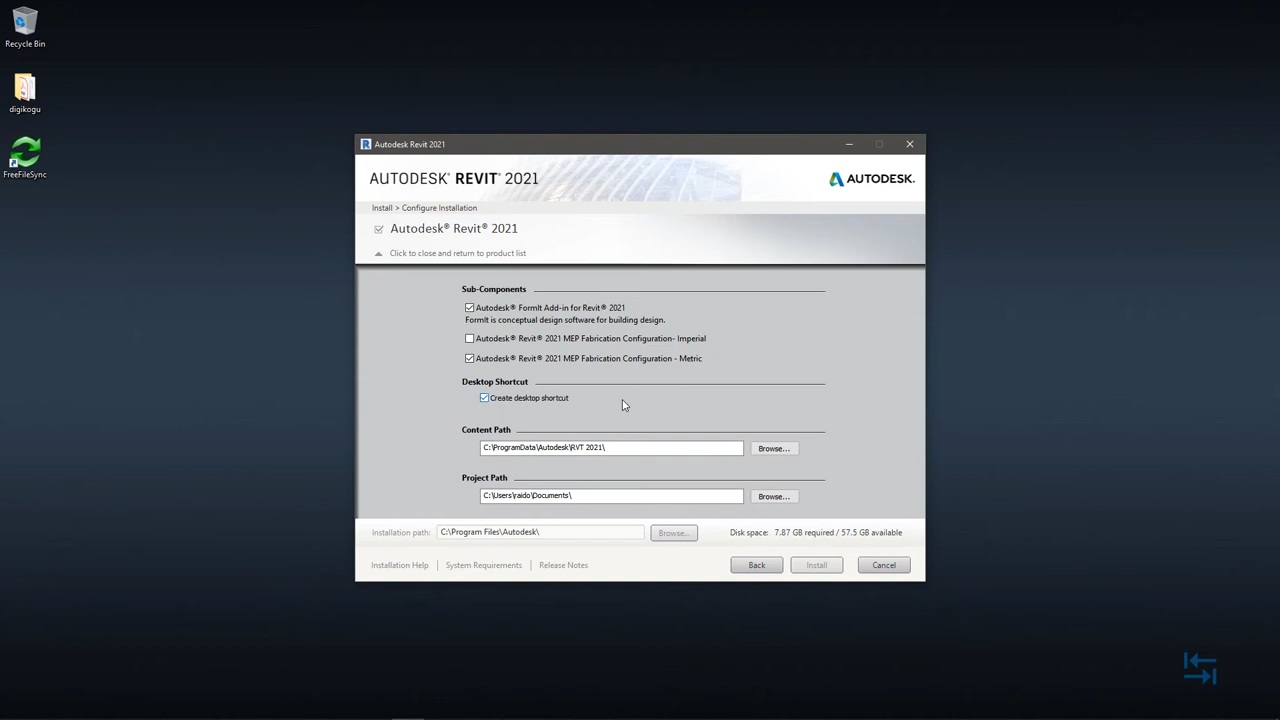 Recycle Bin
digikogu
FreeFileSync
Autodesk Revit 2021
AUTODESK® REVIT® 2021
AUTODESK.
Install > Configure Installation
Autodesk® Revit® 2021
Click to close and return to product list
Sub-Components
Autodesk® FormIt Add-in for Revit® 2021
FormIt is conceptual design software for building design.
Autodesk® Revit® 2021 MEP Fabrication Configuration- Imperial
Autodesk® Revit® 2021 MEP Fabrication Configuration - Metric
Desktop Shortcut
Create desktop shortcut
Content Path
C:\ProgramData\Autodesk\RVT 2021\
Browse...
Project Path
C:\Users\raido\Documents\
Browse...
Installation path: C:\Program Files\Autodesk\ Browse... Disk space: 7.87 GB required / 57.5 GB available
Installation Help System Requirements Release Notes Back Install Cancel